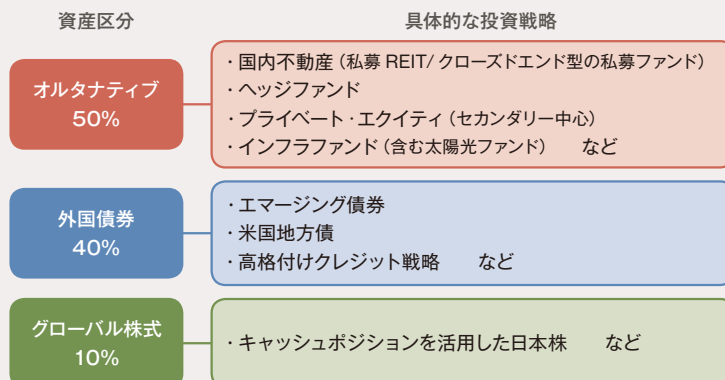 資産区分
具体的な投資戦略
オルタナティブ
50%
・国内不動産（私募 REIT/ クローズドエンド型の私募ファンド）
・ヘッジファンド
・プライベート・エクイティ（セカンダリー中心）
・インフラファンド（含む太陽光ファンド）　など
外国債券
40%
・エマージング債券
・米国地方債
・高格付けクレジット戦略　など
グローバル株式
10%
・キャッシュポジションを活用した日本株　など